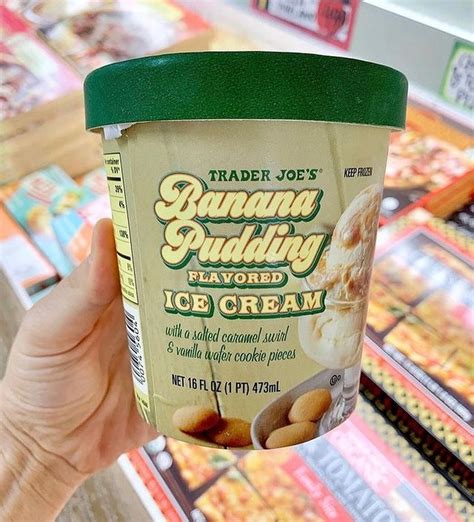 TRADER JOE'S®
KEEP FROZEN
Banana
Pudding
FLAVORED
ICE CREAM
with a salted caramel swirl
& vanilla wafer cookie pieces
NET 16 FL OZ (1 PT) 473mL
TOMATO